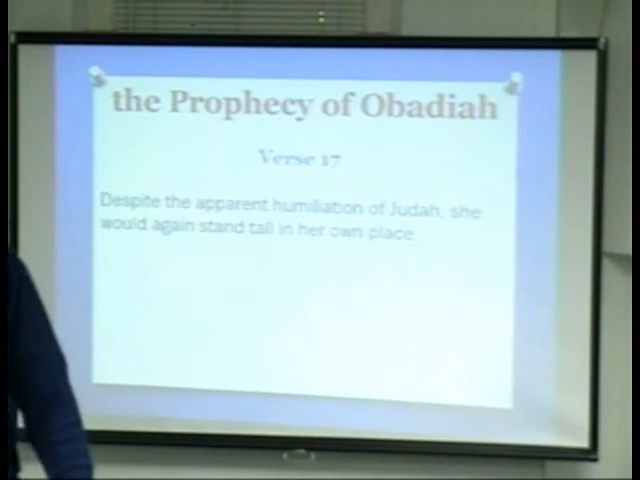 the Prophecy of Obadiah
Verse 17
Despite the apparent humiliation of Judah, she
would again stand tall in her own place.